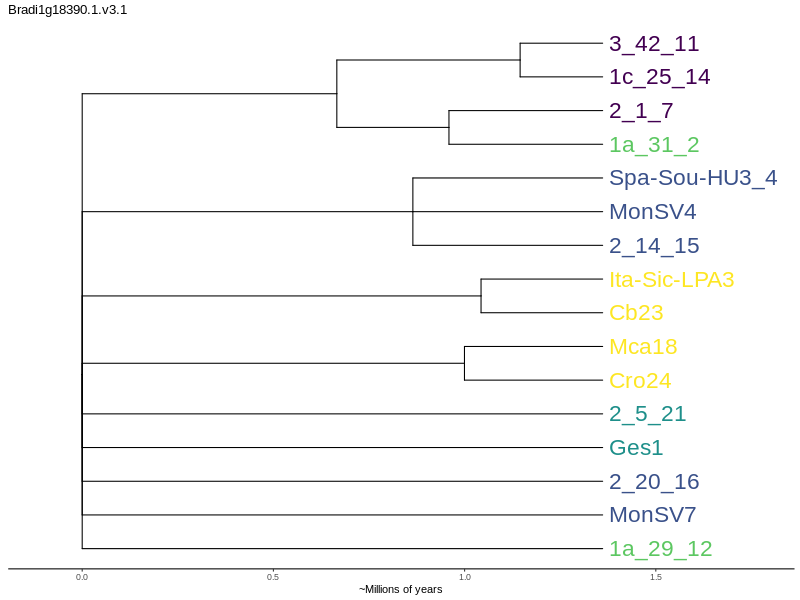 Bradi1g18390.1.v3.1
3_42_11
1c_25_14
2_1_7
1a_31_2
Spa-Sou-HU3_4
MonSV4
2_14_15
Ita-Sic-LPA3
Cb23
Mca18
Cro24
2_5_21
Ges1
2_20_16
MonSV7
1a_29_12
0.0 0.5 1.0 1.5
~Millions of years